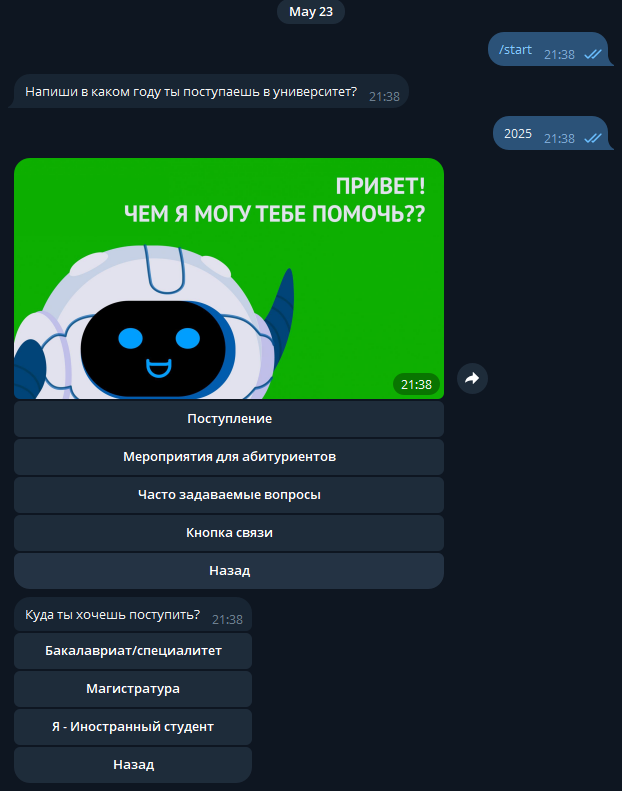 May 23
/start 21:38
Напиши в каком году ты поступаешь в университет? 21:38
2025 21:38
ПРИВЕТ!
ЧЕМ Я МОГУ ТЕБЕ ПОМОЧЬ??
21:38
Поступление
Мероприятия для абитуриентов
Часто задаваемые вопросы
Кнопка связи
Назад
Куда ты хочешь поступить? 21:38
Бакалавриат/специалитет
Магистратура
Я - Иностранный студент
Назад